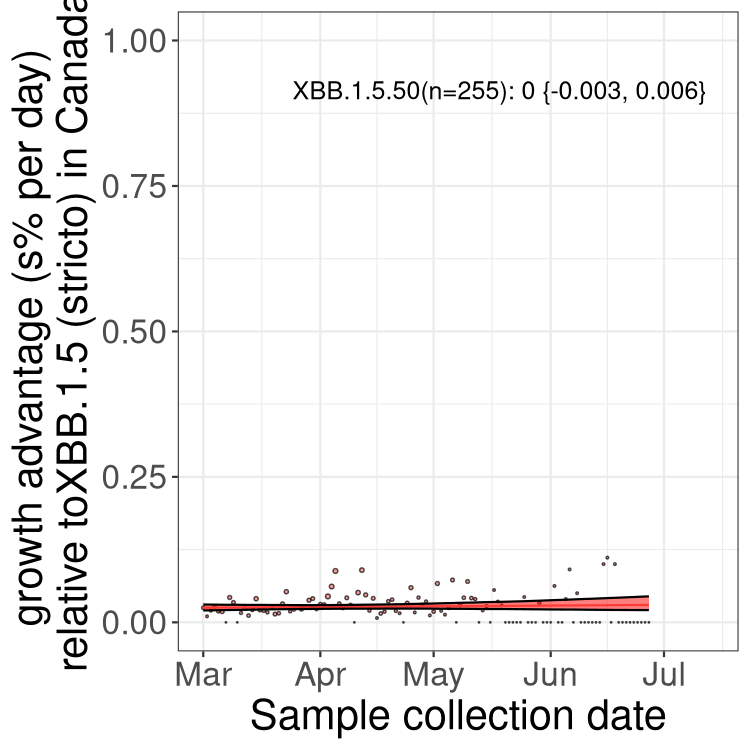 growth advantage (s% per day)
relative toXBB.1.5 (stricto) in Canada
1.00
0.75
0.50
0.25
0.00
XBB.1.5.50(n=255): 0 {-0.003, 0.006}
Mar Apr May Jun Jul
Sample collection date